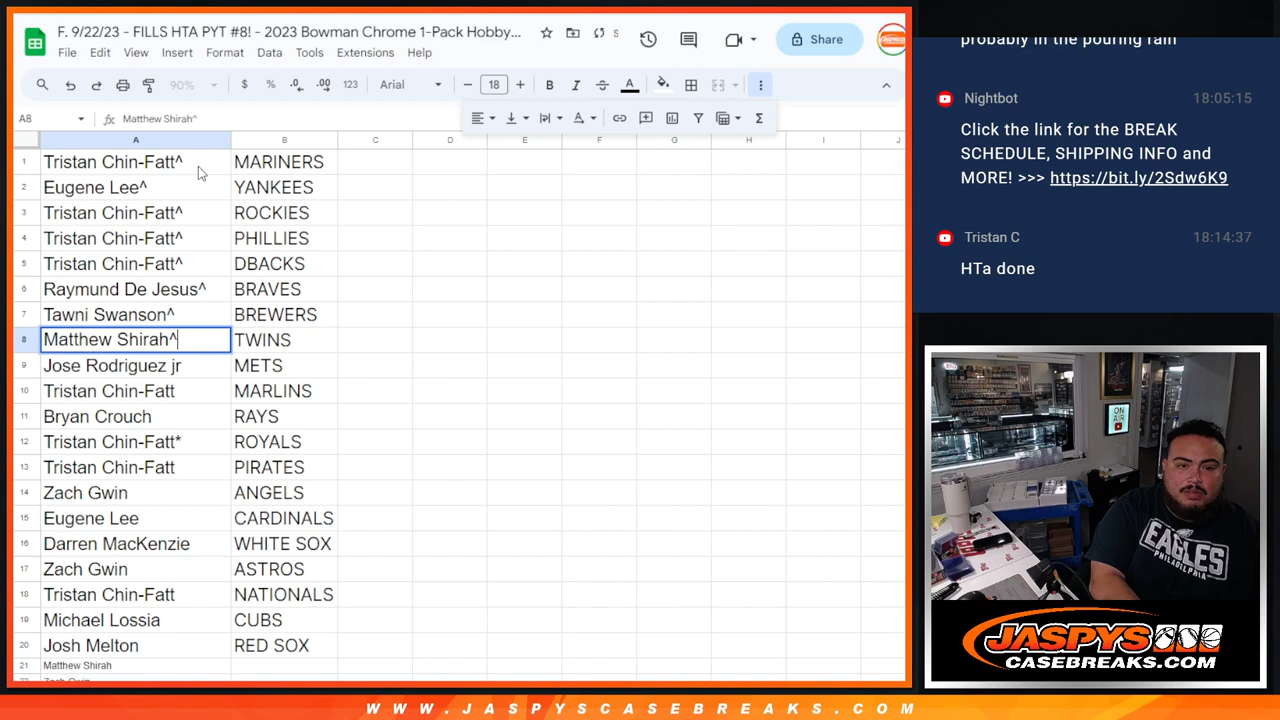 F. 9/22/23 - FILLS HTA PYT #8! - 2023 Bowman Chrome 1-Pack Hobby...
Share
File Edit View Insert Format Data Tools Extensions Help
90% $ % .0 .00 123 Arial 18 B I A
A8 Matthew Shirah^
A B C D E F G H I J
1 Tristan Chin-Fatt^ MARINERS
2 Eugene Lee^ YANKEES
3 Tristan Chin-Fatt^ ROCKIES
4 Tristan Chin-Fatt^ PHILLIES
5 Tristan Chin-Fatt^ DBACKS
6 Raymund De Jesus^ BRAVES
7 Tawni Swanson^ BREWERS
8 Matthew Shirah^ TWINS
9 Jose Rodriguez jr METS
10 Tristan Chin-Fatt MARLINS
11 Bryan Crouch RAYS
12 Tristan Chin-Fatt* ROYALS
13 Tristan Chin-Fatt PIRATES
14 Zach Gwin ANGELS
15 Eugene Lee CARDINALS
16 Darren MacKenzie WHITE SOX
17 Zach Gwin ASTROS
18 Tristan Chin-Fatt NATIONALS
19 Michael Lossia CUBS
20 Josh Melton RED SOX
21 Matthew Shirah
Zach Gwin
probably in the pouring rain
Nightbot 18:05:15
Click the link for the BREAK
SCHEDULE, SHIPPING INFO and
MORE! >>> https://bit.ly/2Sdw6K9
Tristan C 18:14:37
HTa done
ON
AIR
EAGLES
PHILADELPHIA
JASPYS
CASEBREAKS.COM
WWW.JASPYSCASEBREAKS.COM